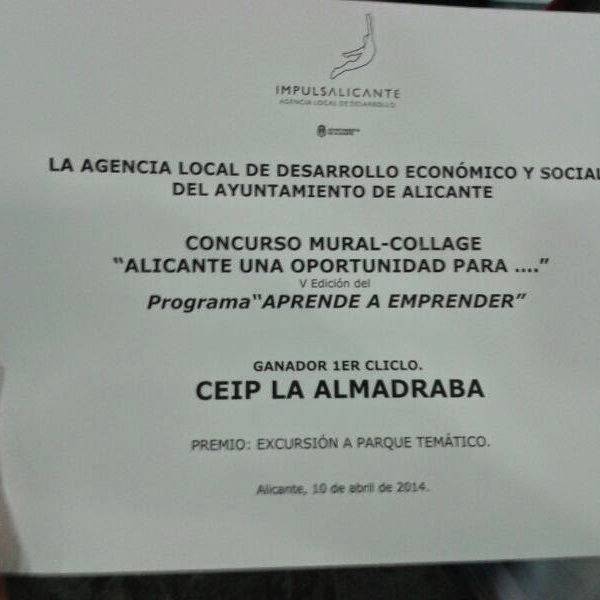 IMPULSALICANTE
AGENCIA LOCAL DE DESARROLLO
LA AGENCIA LOCAL DE DESARROLLO ECONÓMICO Y SOCIAL
DEL AYUNTAMIENTO DE ALICANTE
CONCURSO MURAL-COLLAGE
“ALICANTE UNA OPORTUNIDAD PARA ....”
V Edición del
Programa“APRENDE A EMPRENDER”
GANADOR 1ER CLICLO.
CEIP LA ALMADRABA
PREMIO: EXCURSIÓN A PARQUE TEMÁTICO.
Alicante, 10 de abril de 2014.